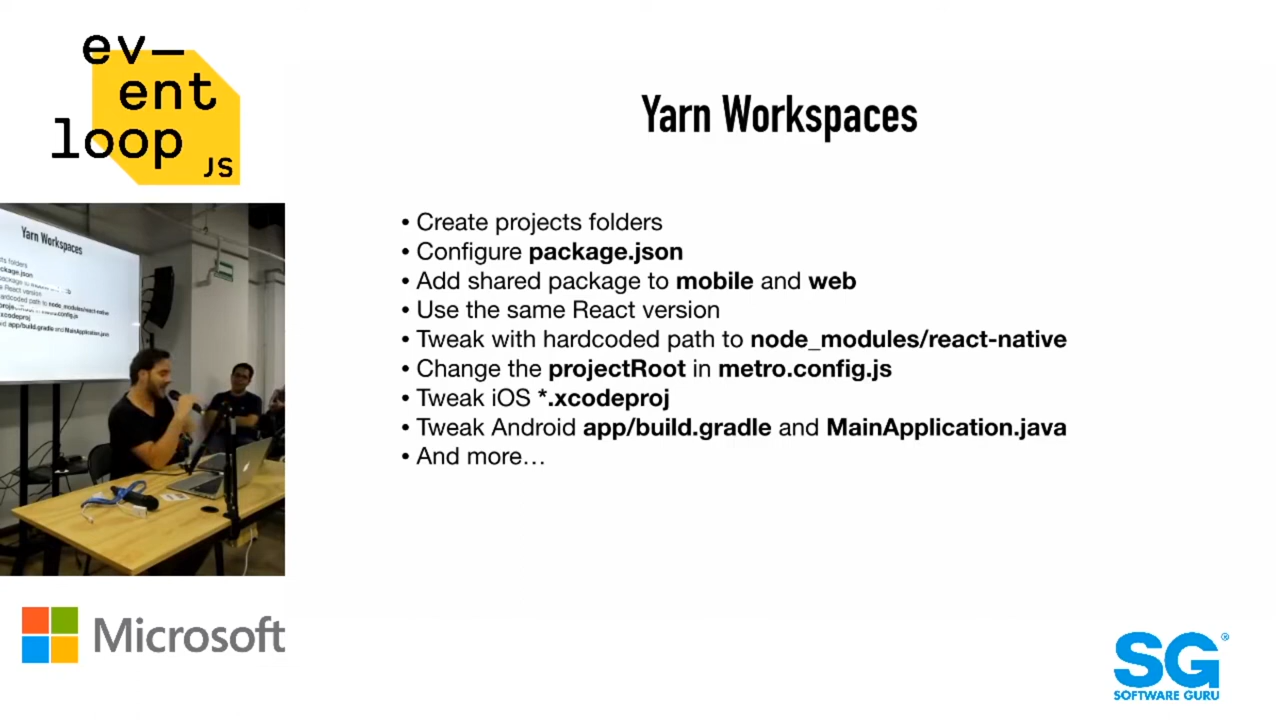 ev—
ent
loop
JS
Yarn Workspaces
• Create projects folders
• Configure package.json
• Add shared package to mobile and web
• Use the same React version
• Tweak with hardcoded path to node_modules/react-native
• Change the projectRoot in metro.config.js
• Tweak iOS *.xcodeproj
• Tweak Android app/build.gradle and MainApplication.java
• And more…
Yarn Workspaces
Microsoft
SG®
SOFTWARE GURU